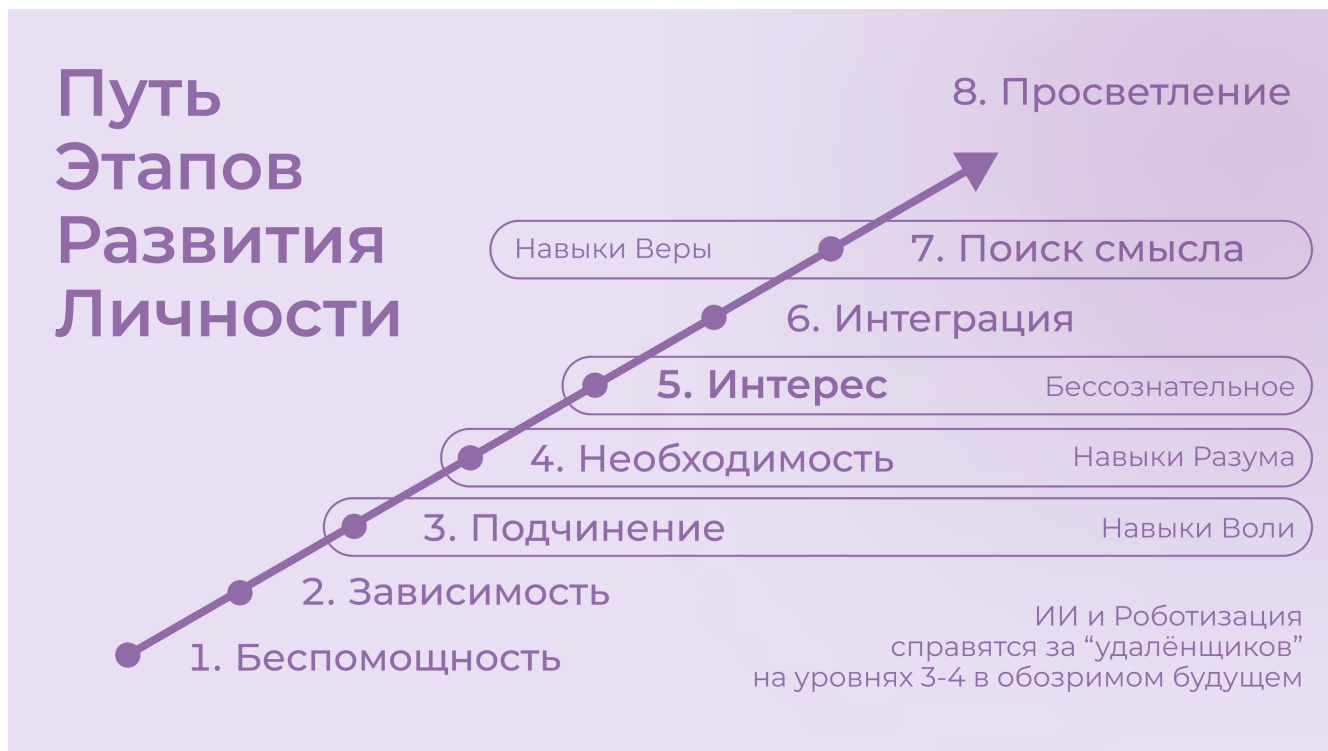 Путь
Этапов
Развития
Личности
8. Просветление
Навыки Веры
7. Поиск смысла
6. Интеграция
5. Интерес
Бессознательное
4. Необходимость
Навыки Разума
3. Подчинение
Навыки Воли
2. Зависимость
1. Беспомощность
ИИ и Роботизация
справятся за “удалёнщиков”
на уровнях 3-4 в обозримом будущем